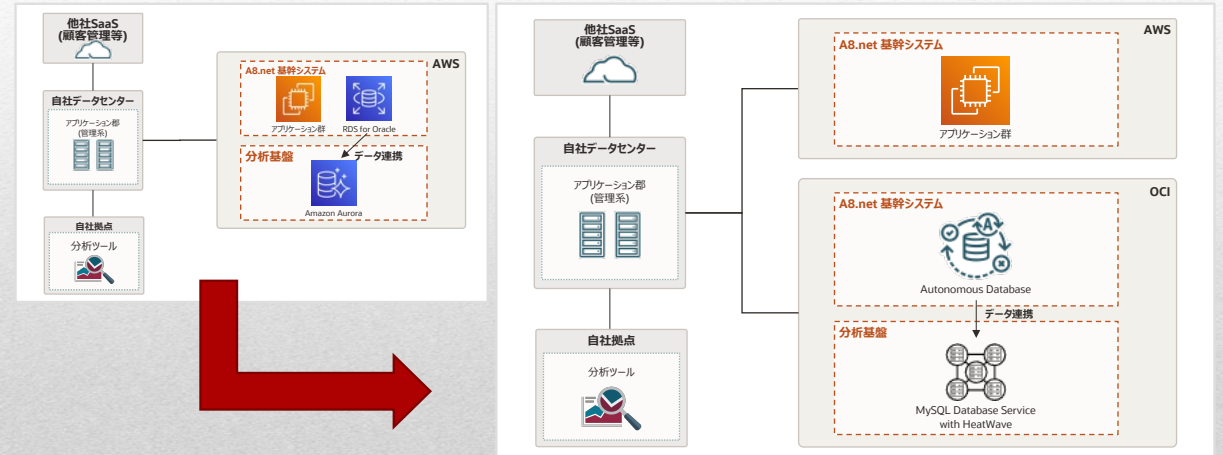 他社SaaS
(顧客管理等)
自社データセンター
アプリケーション郡
(管理系)
自社拠点
分析ツール
AWS
A8.net 基幹システム
アプリケーション群
RDS for Oracle
分析基盤
データ連携
Amazon Aurora
他社SaaS
(顧客管理等)
自社データセンター
アプリケーション郡
(管理系)
自社拠点
分析ツール
AWS
A8.net 基幹システム
アプリケーション群
OCI
A8.net 基幹システム
A
Autonomous Database
データ連携
分析基盤
MySQL Database Service
with HeatWave